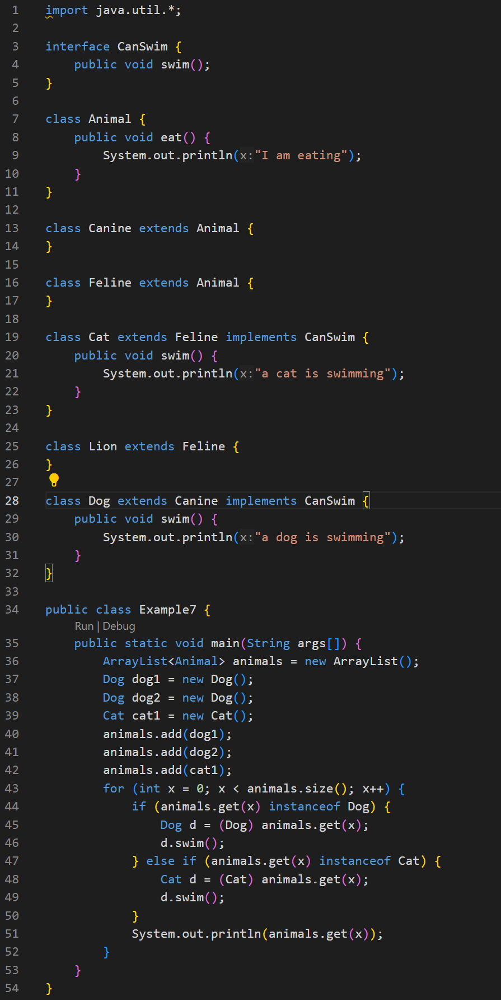 1 import java.util.*;
2
3 interface CanSwim {
4     public void swim();
5 }
6
7 class Animal {
8     public void eat() {
9         System.out.println(x:"I am eating");
10     }
11 }
12
13 class Canine extends Animal {
14 }
15
16 class Feline extends Animal {
17 }
18
19 class Cat extends Feline implements CanSwim {
20     public void swim() {
21         System.out.println(x:"a cat is swimming");
22     }
23 }
24
25 class Lion extends Feline {
26 }
27
28 class Dog extends Canine implements CanSwim {
29     public void swim() {
30         System.out.println(x:"a dog is swimming");
31     }
32 }
33
34 public class Example7 {
Run | Debug
35     public static void main(String args[]) {
36         ArrayList<Animal> animals = new ArrayList();
37         Dog dog1 = new Dog();
38         Dog dog2 = new Dog();
39         Cat cat1 = new Cat();
40         animals.add(dog1);
41         animals.add(dog2);
42         animals.add(cat1);
43         for (int x = 0; x < animals.size(); x++) {
44             if (animals.get(x) instanceof Dog) {
45                 Dog d = (Dog) animals.get(x);
46                 d.swim();
47             } else if (animals.get(x) instanceof Cat) {
48                 Cat d = (Cat) animals.get(x);
49                 d.swim();
50             }
51             System.out.println(animals.get(x));
52         }
53     }
54 }